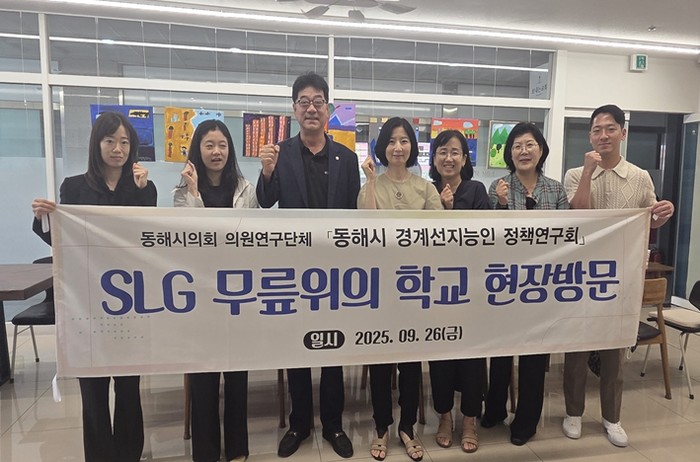 동해시의회 의원연구단체 「동해시 경계선지능인 정책연구회」
SLG 무릎위의 학교 현장방문
일시 2025. 09. 26(금)